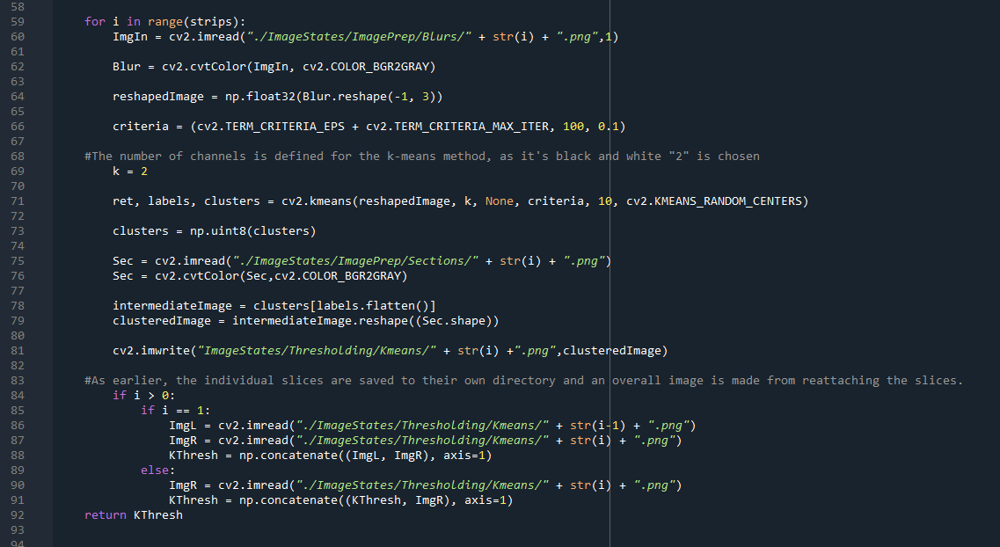 58
59 for i in range(strips):
60 ImgIn = cv2.imread("./ImageStates/ImagePrep/Blurs/" + str(i) + ".png",1)
61
62 Blur = cv2.cvtColor(ImgIn, cv2.COLOR_BGR2GRAY)
63
64 reshapedImage = np.float32(Blur.reshape(-1, 3))
65
66 criteria = (cv2.TERM_CRITERIA_EPS + cv2.TERM_CRITERIA_MAX_ITER, 100, 0.1)
67
68 #The number of channels is defined for the k-means method, as it's black and white "2" is chosen
69 k = 2
70
71 ret, labels, clusters = cv2.kmeans(reshapedImage, k, None, criteria, 10, cv2.KMEANS_RANDOM_CENTERS)
72
73 clusters = np.uint8(clusters)
74
75 Sec = cv2.imread("./ImageStates/ImagePrep/Sections/" + str(i) + ".png")
76 Sec = cv2.cvtColor(Sec,cv2.COLOR_BGR2GRAY)
77
78 intermediateImage = clusters[labels.flatten()]
79 clusteredImage = intermediateImage.reshape((Sec.shape))
80
81 cv2.imwrite("ImageStates/Thresholding/Kmeans/" + str(i) +".png",clusteredImage)
82
83 #As earlier, the individual slices are saved to their own directory and an overall image is made from reattaching the slices.
84 if i > 0:
85 if i == 1:
86 ImgL = cv2.imread("./ImageStates/Thresholding/Kmeans/" + str(i-1) + ".png")
87 ImgR = cv2.imread("./ImageStates/Thresholding/Kmeans/" + str(i) + ".png")
88 KThresh = np.concatenate((ImgL, ImgR), axis=1)
89 else:
90 ImgR = cv2.imread("./ImageStates/Thresholding/Kmeans/" + str(i) + ".png")
91 KThresh = np.concatenate((KThresh, ImgR), axis=1)
92 return KThresh
93
94